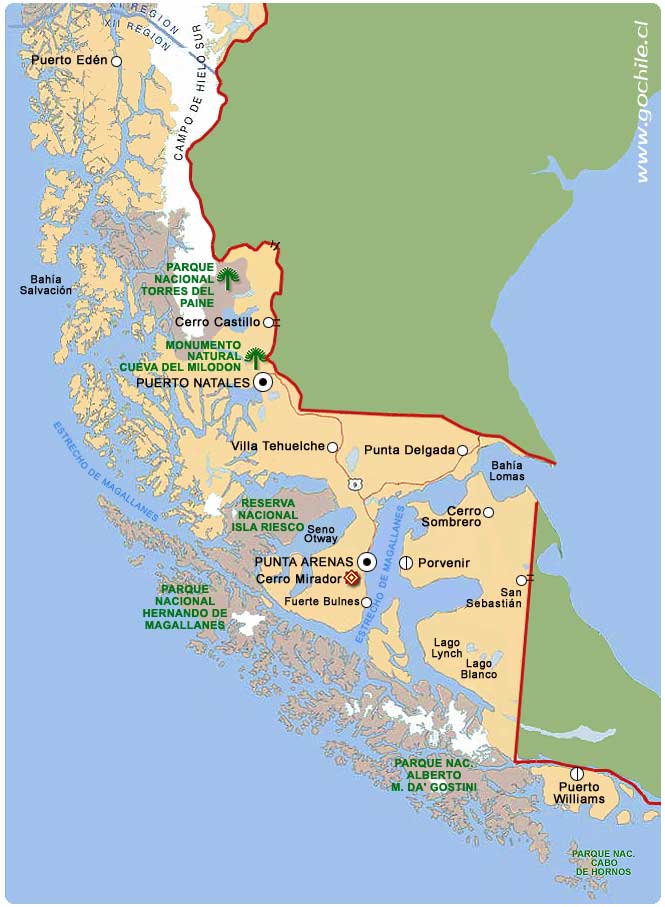 XI REGION
XII REGION
www.gochile.cl
Puerto Edén
CAMPO DE HIELO SUR
Bahía
Salvación
PARQUE
NACIONAL
TORRES DEL
PAINE
Cerro Castillo
MONUMENTO
NATURAL
CUEVA DEL MILODON
PUERTO NATALES
Villa Tehuelche
Punta Delgada
Bahía
Lomas
ESTRECHO DE MAGALLANES
9
RESERVA
NACIONAL
ISLA RIESCO
Seno
Otway
Cerro
Sombrero
ESTRECHO DE MAGALLANES
PUNTA ARENAS
Porvenir
Cerro Mirador
San
Sebastián
Fuerte Bulnes
PARQUE
NACIONAL
HERNANDO DE
MAGALLANES
Lago
Lynch
Lago
Blanco
PARQUE NAC.
ALBERTO
M. DA' GOSTINI
Puerto
Williams
PARQUE NAC.
CABO
DE HORNOS